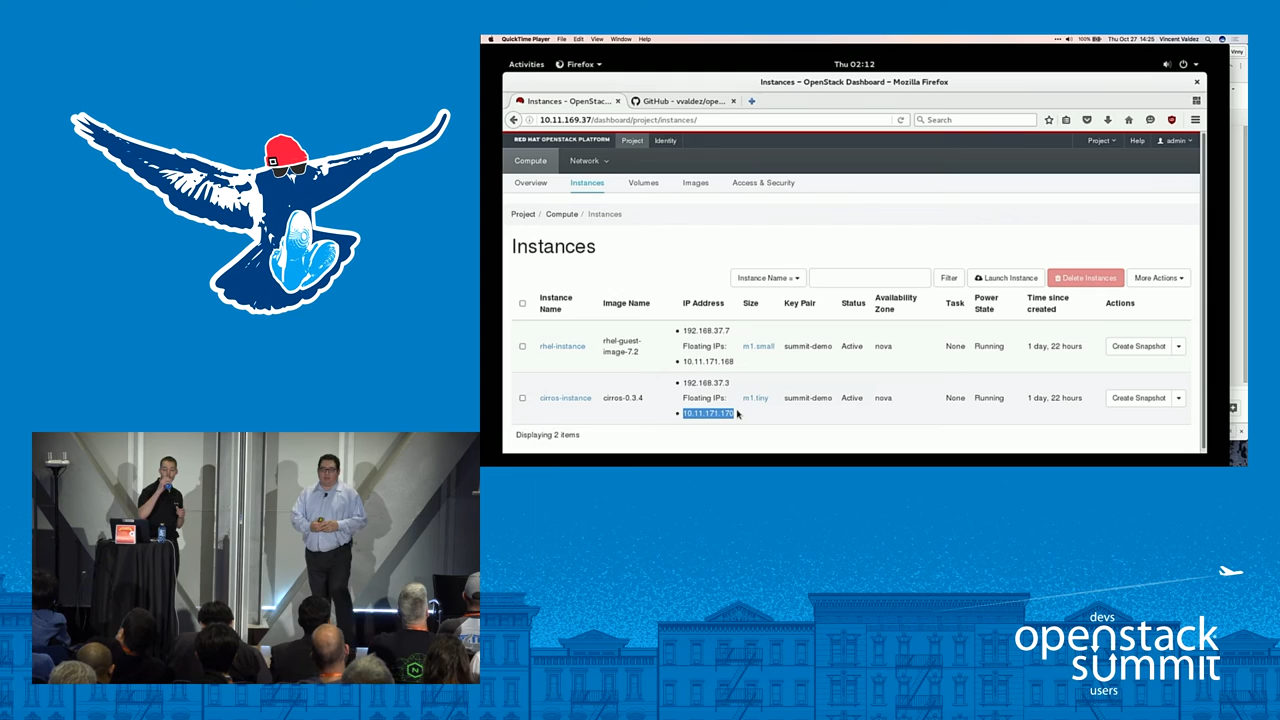 QuickTime Player File Edit View Window Help 100% Thu Oct 27 14:25 Vincent Valdez
Activities Firefox Thu 02:12
Instances - OpenStack Dashboard - Mozilla Firefox
Instances - OpenStac... GitHub - vvaldez/ope...
10.11.169.37/dashboard/project/instances/ Search
RED HAT OPENSTACK PLATFORM Project Identity Project Help admin
Compute Network
Overview Instances Volumes Images Access & Security
Project / Compute / Instances
Instances
Instance Name = Filter Launch Instance Delete Instances More Actions
Instance Name Image Name IP Address Size Key Pair Status Availability Zone Task Power State Time since created Actions
192.168.37.7
rhel-instance rhel-guest-image-7.2 Floating IPs: m1.small summit-demo Active nova None Running 1 day, 22 hours Create Snapshot
10.11.171.168
192.168.37.3
cirros-instance cirros-0.3.4 Floating IPs: m1.tiny summit-demo Active nova None Running 1 day, 22 hours Create Snapshot
10.11.171.170
Displaying 2 items
devs
openstack
summit
users